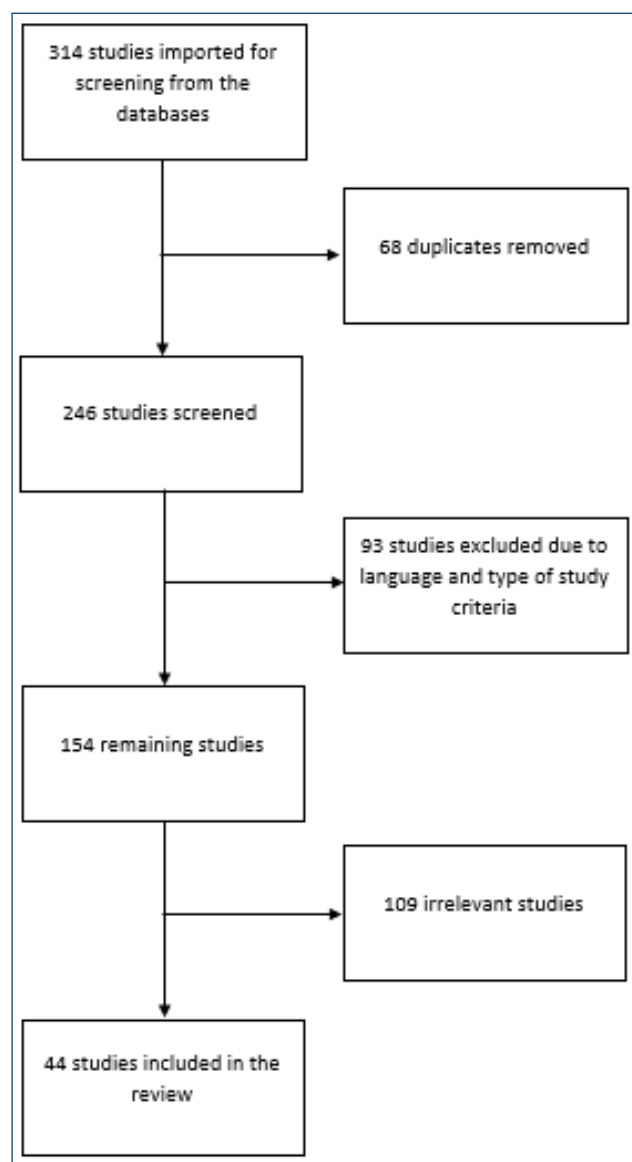 314 studies imported for
screening from the
databases
68 duplicates removed
246 studies screened
93 studies excluded due to
language and type of study
criteria
154 remaining studies
109 irrelevant studies
44 studies included in the
review